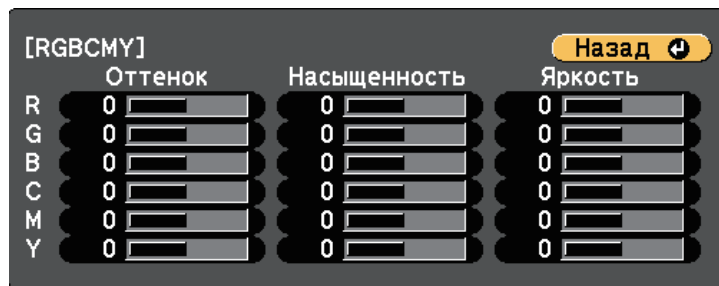 [RGBCMY] Назад
Оттенок Насыщенность Яркость
R 0 0 0
G 0 0 0
B 0 0 0
C 0 0 0
M 0 0 0
Y 0 0 0